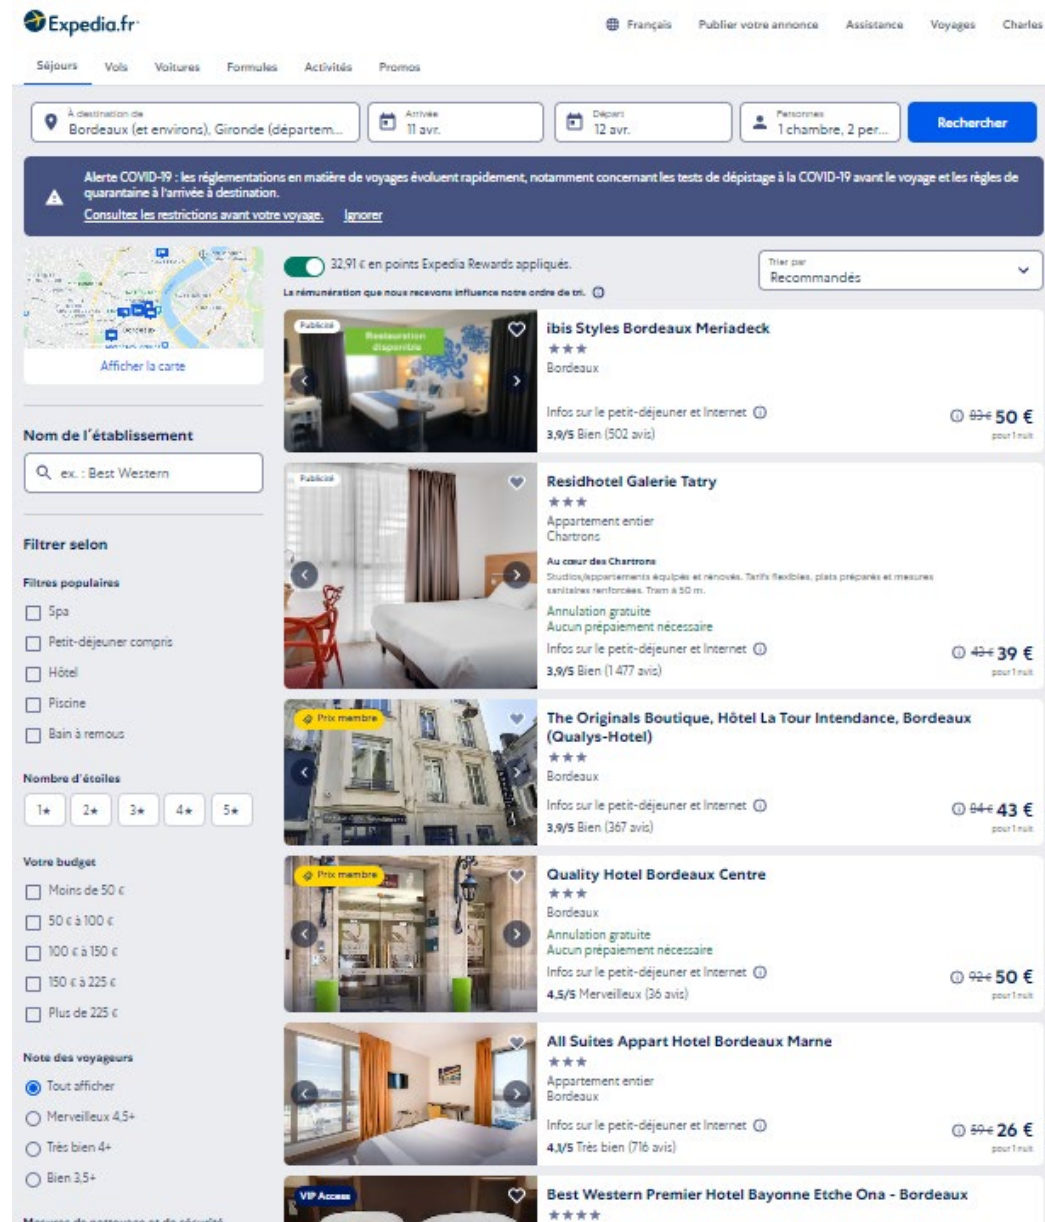 Expedia.fr
Français
Publier votre annonce
Assistance
Voyages
Charles
Séjours
Vols
Voitures
Formules
Activités
Promos
À destination de
Bordeaux (et environs), Gironde (départem...
Arrivée
11 avr.
Départ
12 avr.
Personnes
1 chambre, 2 per...
Rechercher
Alerte COVID-19 : les réglementations en matière de voyages évoluent rapidement, notamment concernant les tests de dépistage à la COVID-19 avant le voyage et les règles de
quarantaine à l'arrivée à destination.
Consultez les restrictions avant votre voyage.
Ignorer
Afficher la carte
Nom de l'établissement
ex. : Best Western
Filtrer selon
Filtres populaires
Spa
Petit-déjeuner compris
Hôtel
Piscine
Bain à remous
Nombre d'étoiles
1★
2★
3★
4★
5★
Votre budget
Moins de 50 €
50 € à 100 €
100 € à 150 €
150 € à 225 €
Plus de 225 €
Note des voyageurs
Tout afficher
Merveilleux 4,5+
Très bien 4+
Bien 3,5+
32,91 € en points Expedia Rewards appliqués.
La rémunération que nous recevons influence notre ordre de tri.
Trier par
Recommandés
Publicité
Restauration
disponible
ibis Styles Bordeaux Meriadeck
★★★
Bordeaux
Infos sur le petit-déjeuner et Internet
3,9/5 Bien (502 avis)
83 € 50 €
pour 1 nuit
Publicité
Residhotel Galerie Tatry
★★★
Appartement entier
Chartrons
Au cœur des Chartrons
Studios/appartements équipés et rénovés. Tarifs flexibles, plats préparés et mesures
sanitaires renforcées. Tram à 50 m.
Annulation gratuite
Aucun prépaiement nécessaire
Infos sur le petit-déjeuner et Internet
3,9/5 Bien (1 477 avis)
43 € 39 €
pour 1 nuit
Prix membre
The Originals Boutique, Hôtel La Tour Intendance, Bordeaux
(Qualys-Hotel)
★★★
Bordeaux
Infos sur le petit-déjeuner et Internet
3,9/5 Bien (367 avis)
84 € 43 €
pour 1 nuit
Prix membre
Quality Hotel Bordeaux Centre
★★★
Bordeaux
Annulation gratuite
Aucun prépaiement nécessaire
Infos sur le petit-déjeuner et Internet
4,5/5 Merveilleux (36 avis)
92 € 50 €
pour 1 nuit
All Suites Appart Hotel Bordeaux Marne
★★★
Appartement entier
Bordeaux
Infos sur le petit-déjeuner et Internet
4,1/5 Très bien (716 avis)
59 € 26 €
pour 1 nuit
VIP Access
Best Western Premier Hotel Bayonne Etche Ona - Bordeaux
★★★★